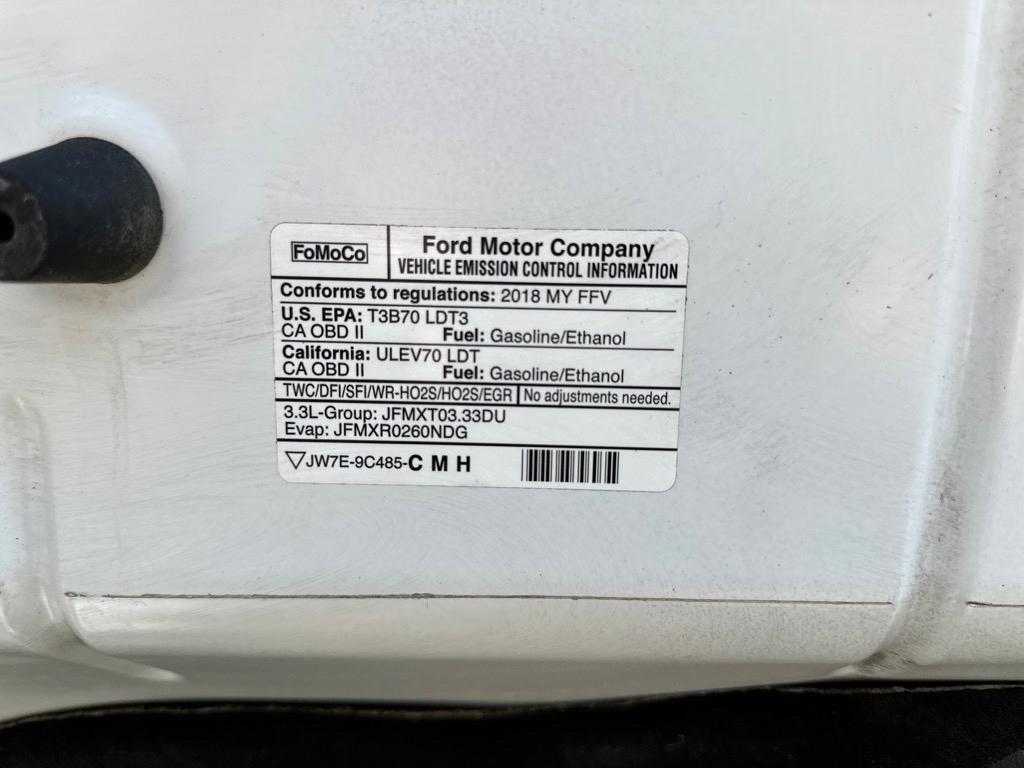 FoMoCo
Ford Motor Company
VEHICLE EMISSION CONTROL INFORMATION
Conforms to regulations: 2018 MY FFV
U.S. EPA: T3B70 LDT3
CA OBD II Fuel: Gasoline/Ethanol
California: ULEV70 LDT
CA OBD II Fuel: Gasoline/Ethanol
TWC/DFI/SFI/WR-HO2S/HO2S/EGR No adjustments needed.
3.3L-Group: JFMXT03.33DU
Evap: JFMXR0260NDG
JW7E-9C485-C M H